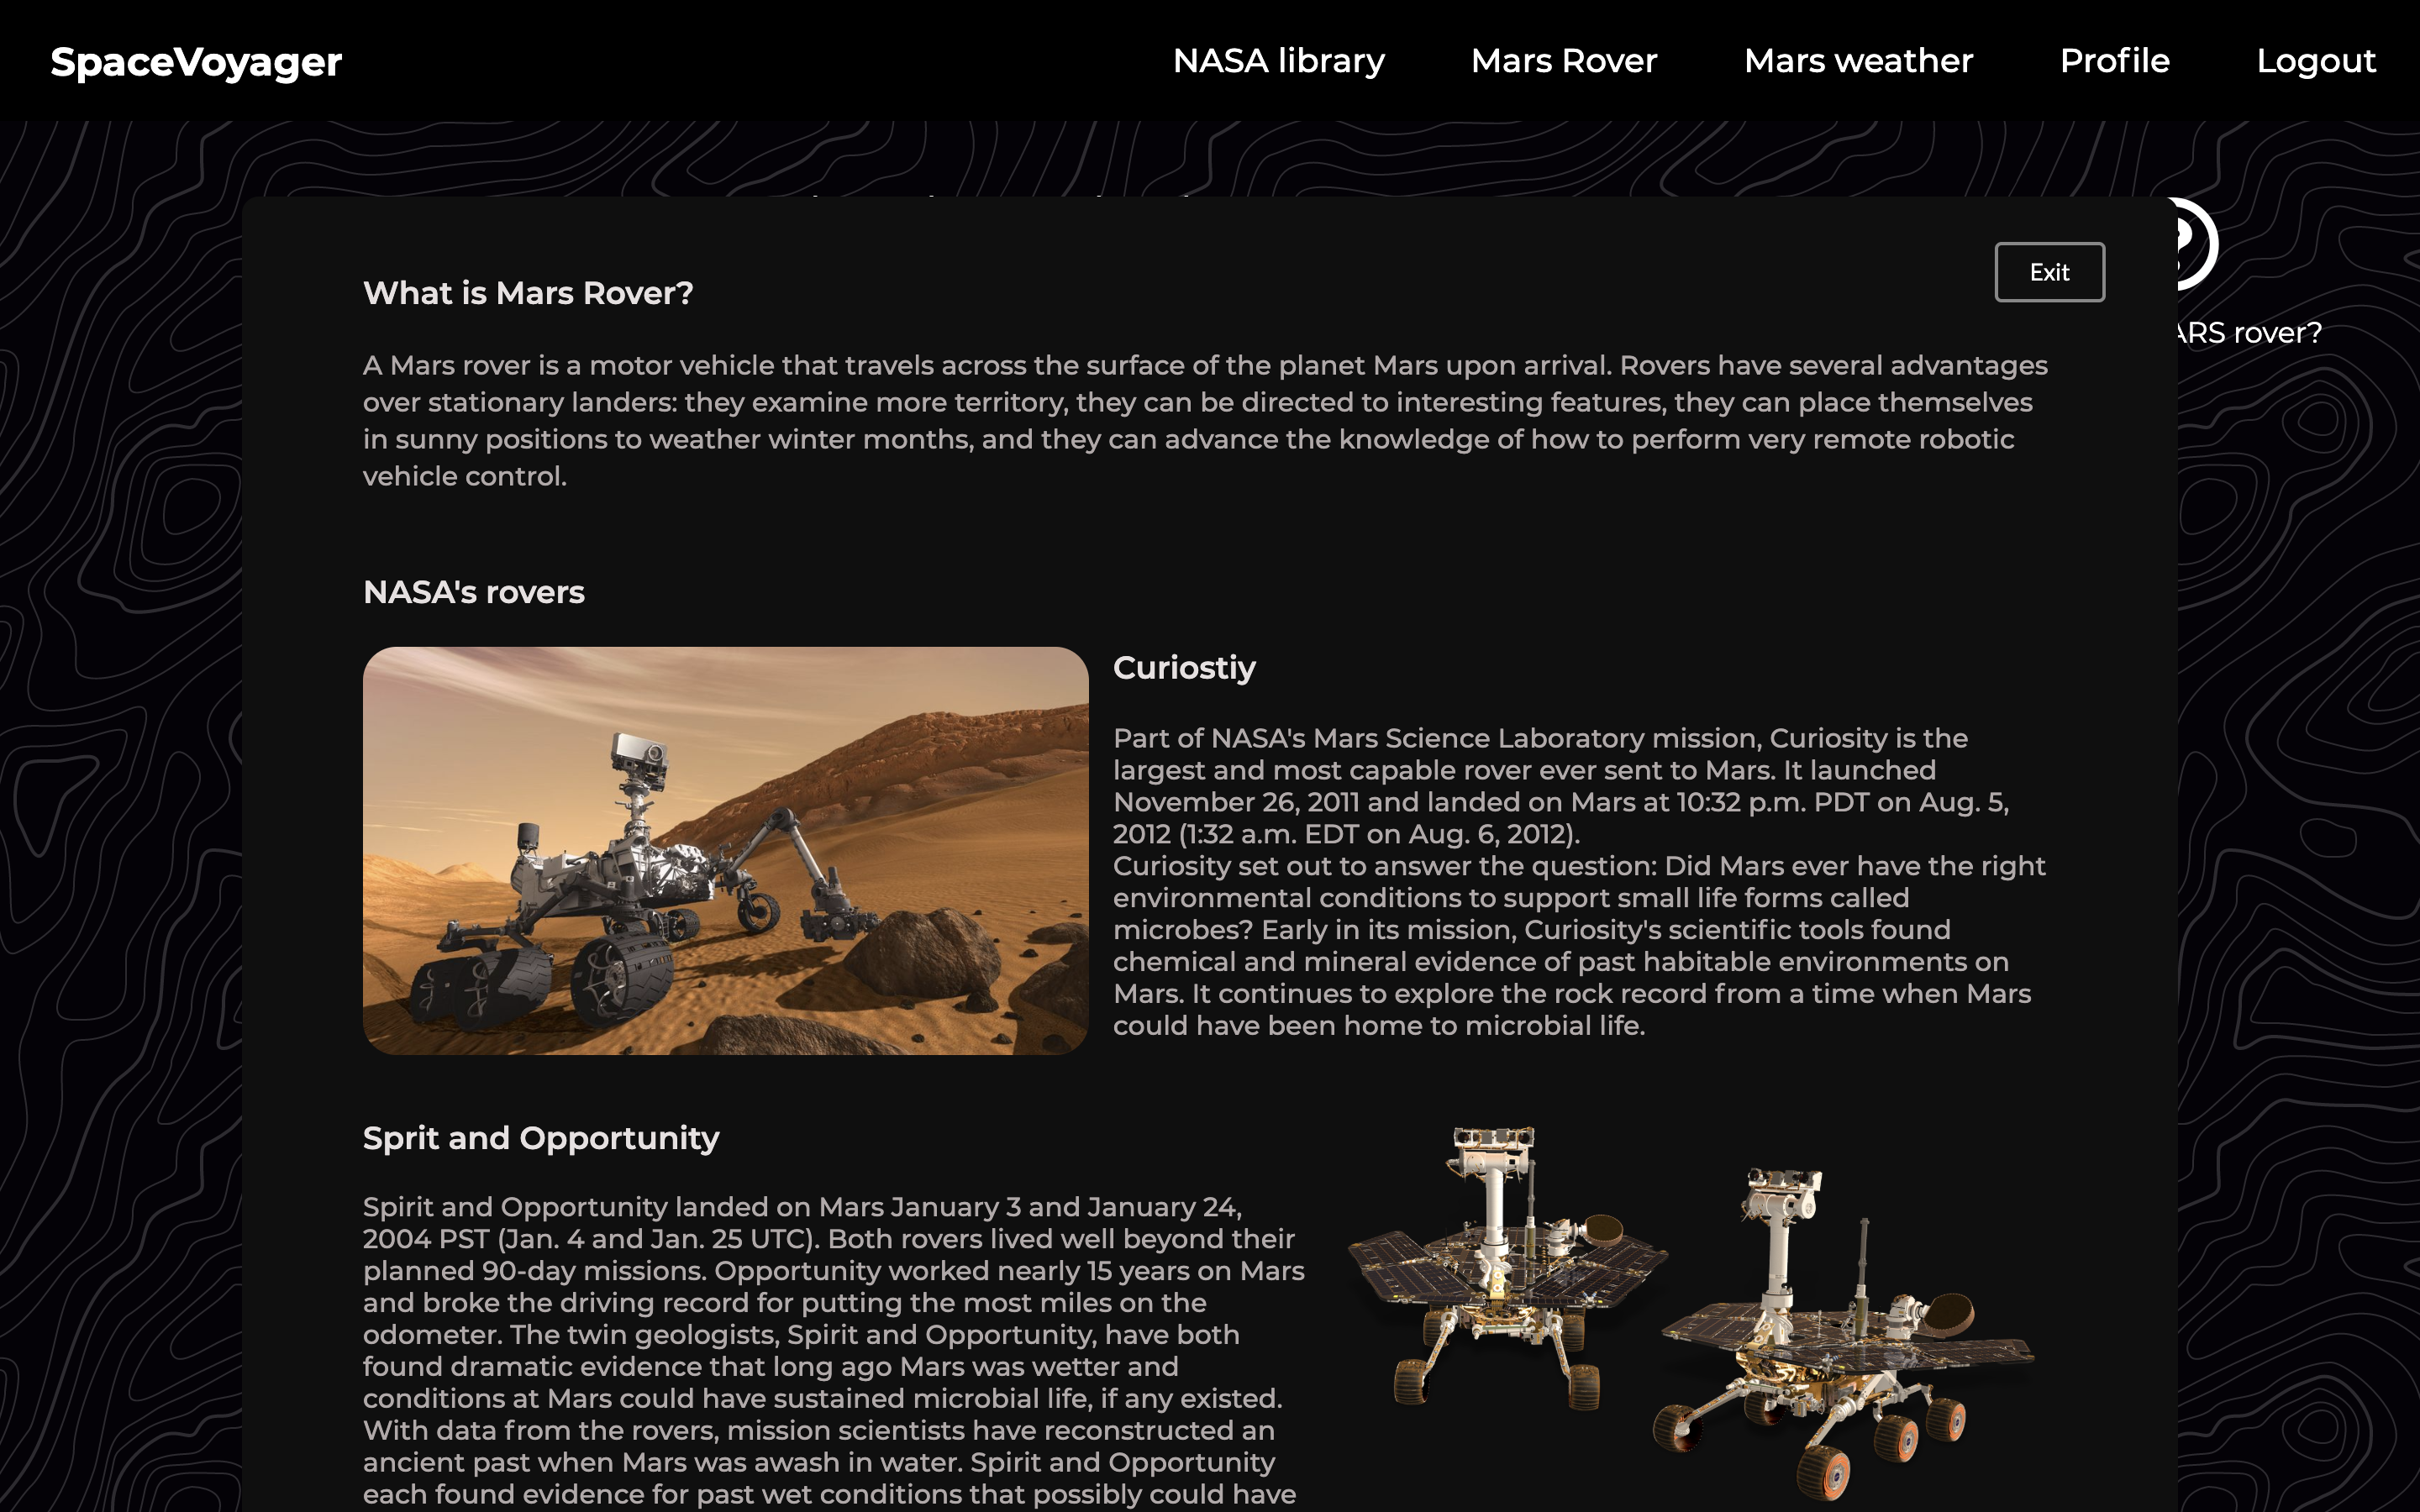 SpaceVoyager
NASA library
Mars Rover
Mars weather
Profile
Logout
Exit
ARS rover?
What is Mars Rover?
A Mars rover is a motor vehicle that travels across the surface of the planet Mars upon arrival. Rovers have several advantages
over stationary landers: they examine more territory, they can be directed to interesting features, they can place themselves
in sunny positions to weather winter months, and they can advance the knowledge of how to perform very remote robotic
vehicle control.
NASA's rovers
Curiostiy
Part of NASA's Mars Science Laboratory mission, Curiosity is the
largest and most capable rover ever sent to Mars. It launched
November 26, 2011 and landed on Mars at 10:32 p.m. PDT on Aug. 5,
2012 (1:32 a.m. EDT on Aug. 6, 2012).
Curiosity set out to answer the question: Did Mars ever have the right
environmental conditions to support small life forms called
microbes? Early in its mission, Curiosity's scientific tools found
chemical and mineral evidence of past habitable environments on
Mars. It continues to explore the rock record from a time when Mars
could have been home to microbial life.
Sprit and Opportunity
Spirit and Opportunity landed on Mars January 3 and January 24,
2004 PST (Jan. 4 and Jan. 25 UTC). Both rovers lived well beyond their
planned 90-day missions. Opportunity worked nearly 15 years on Mars
and broke the driving record for putting the most miles on the
odometer. The twin geologists, Spirit and Opportunity, have both
found dramatic evidence that long ago Mars was wetter and
conditions at Mars could have sustained microbial life, if any existed.
With data from the rovers, mission scientists have reconstructed an
ancient past when Mars was awash in water. Spirit and Opportunity
each found evidence for past wet conditions that possibly could have